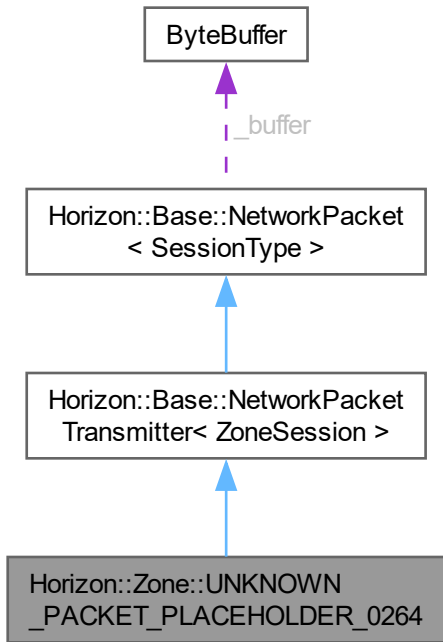 ByteBuffer
_buffer
Horizon::Base::NetworkPacket
< SessionType >
Horizon::Base::NetworkPacket
Transmitter< ZoneSession >
Horizon::Zone::UNKNOWN
_PACKET_PLACEHOLDER_0264